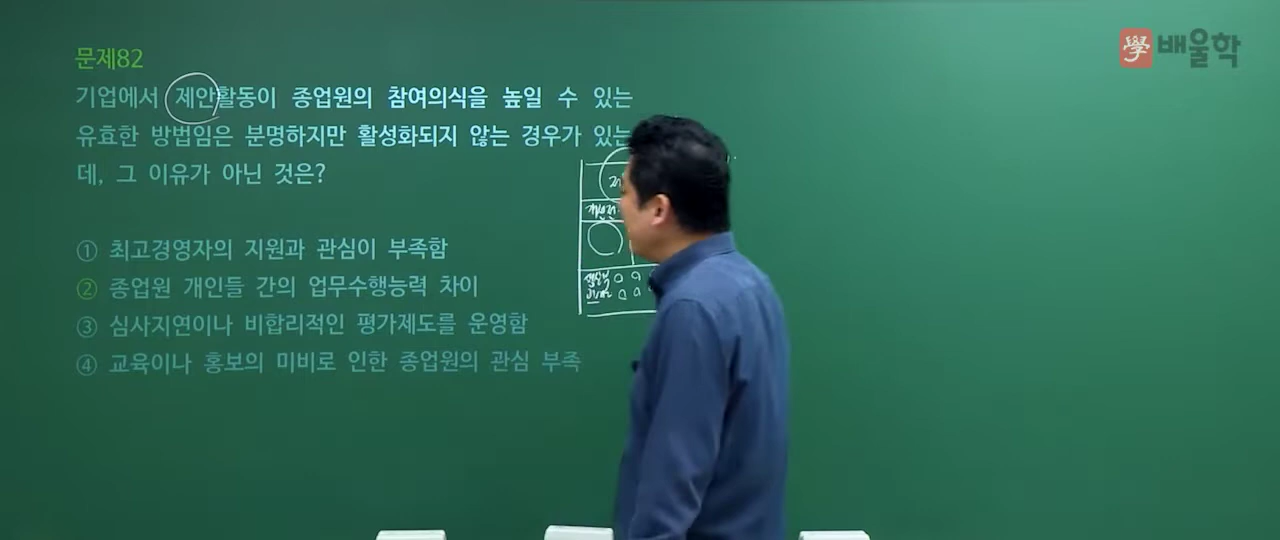 學 배울학
문제82
기업에서 제안활동이 종업원의 참여의식을 높일 수 있는
유효한 방법임은 분명하지만 활성화되지 않는 경우가 있는
데, 그 이유가 아닌 것은?
① 최고경영자의 지원과 관심이 부족함
② 종업원 개인들 간의 업무수행능력 차이
③ 심사지연이나 비합리적인 평가제도를 운영함
④ 교육이나 홍보의 미비로 인한 종업원의 관심 부족